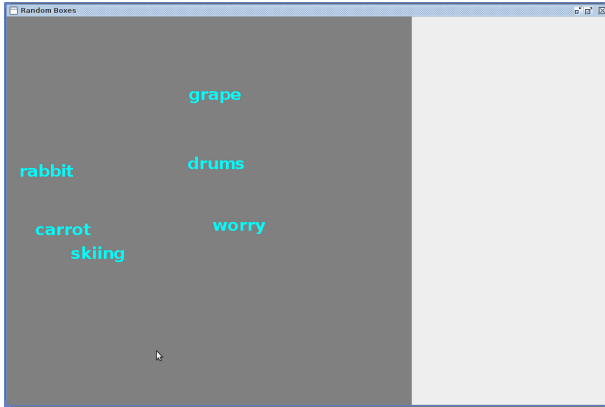 Random Boxes
grape
drums
rabbit
worry
carrot
skiing